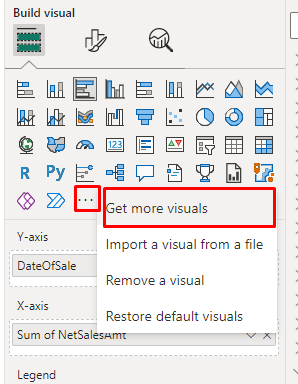 Build visual
123
R
Py
Get more visuals
Import a visual from a file
Remove a visual
Restore default visuals
Y-axis
DateOfSale
X-axis
Sum of NetSalesAmt
Legend